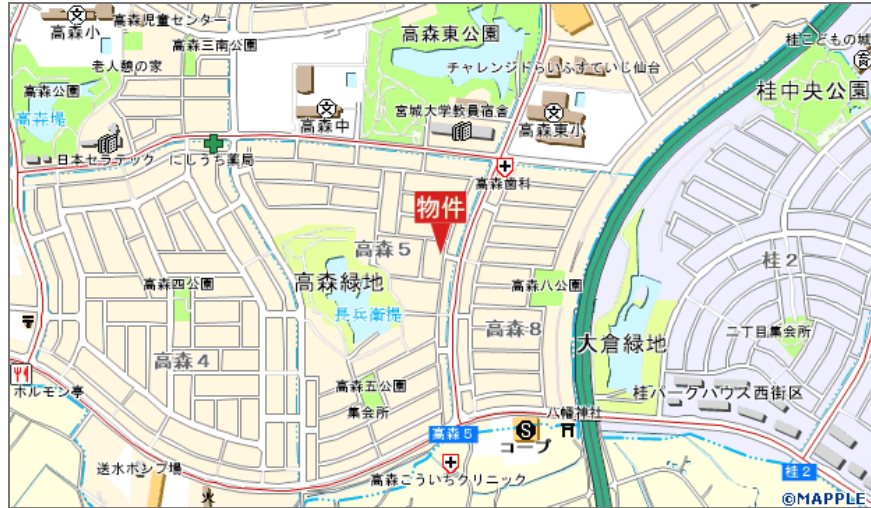 高森児童センター
高森小
高森三南公園
老人憩の家
高森公園
高森堤
日本セラテック
にしうち薬局
高森中
高森東公園
チャレンジドらいふすていじ仙台
宮城大学教員宿舎
高森東小
高森歯科
桂こどもの城
桂中央公園
物件
高森5
高森緑地
長兵衛堤
高森四公園
高森4
高森八公園
高森8
桂2
大倉緑地
二丁目集会所
ホルモン亭
高森五公園
集会所
桂パークハウス西街区
八幡神社
高森5
コープ
送水ポンプ場
高森こういちクリニック
桂2
©MAPPLE